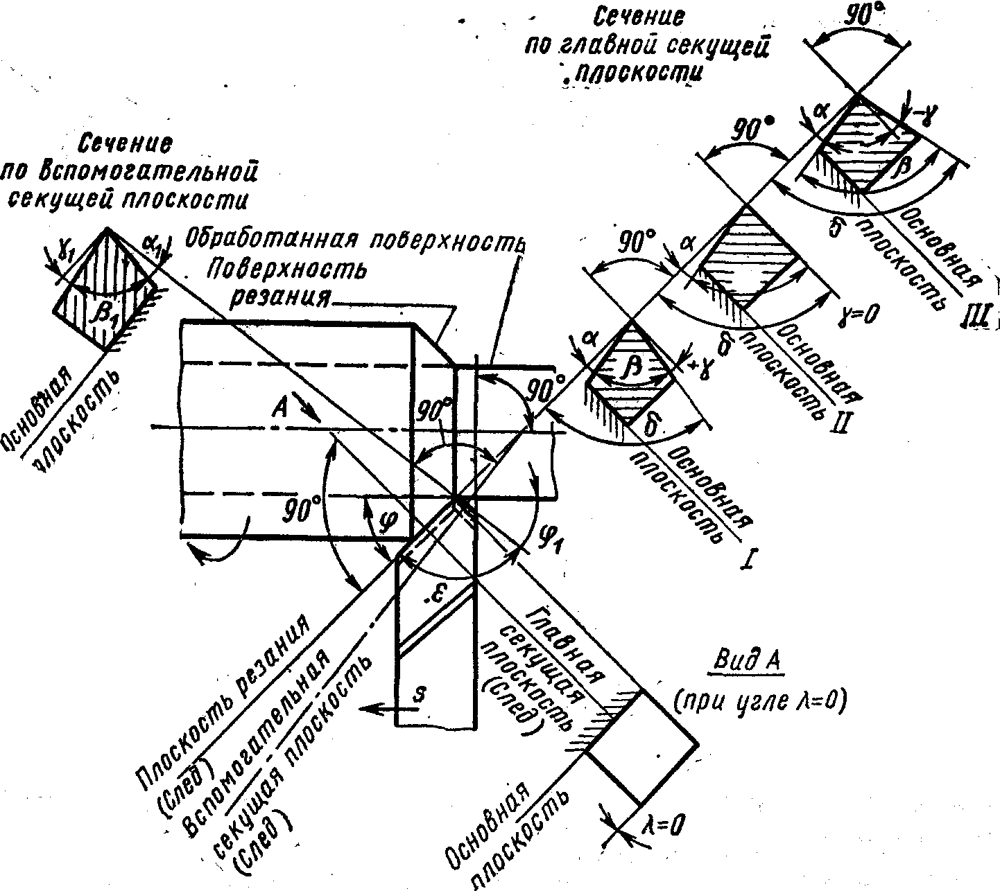 Сечение
по главной секущей
плоскости
90°
α
-γ
β
δ
Основная
плоскость
III
90°
α
γ=0
δ
Основная
плоскость
II
90°
α
β
+γ
δ
Основная
плоскость
I
Сечение
по вспомогательной
секущей плоскости
γ1
α1
β1
Основная
плоскость
Обработанная поверхность
Поверхность
резания
A
90°
90°
90°
φ
φ1
ε
s
Плоскость резания
(След)
Вспомогательная
секущая плоскость
(След)
Главная
секущая
плоскость
(След)
Вид А
(при угле λ=0)
Основная
плоскость
λ=0